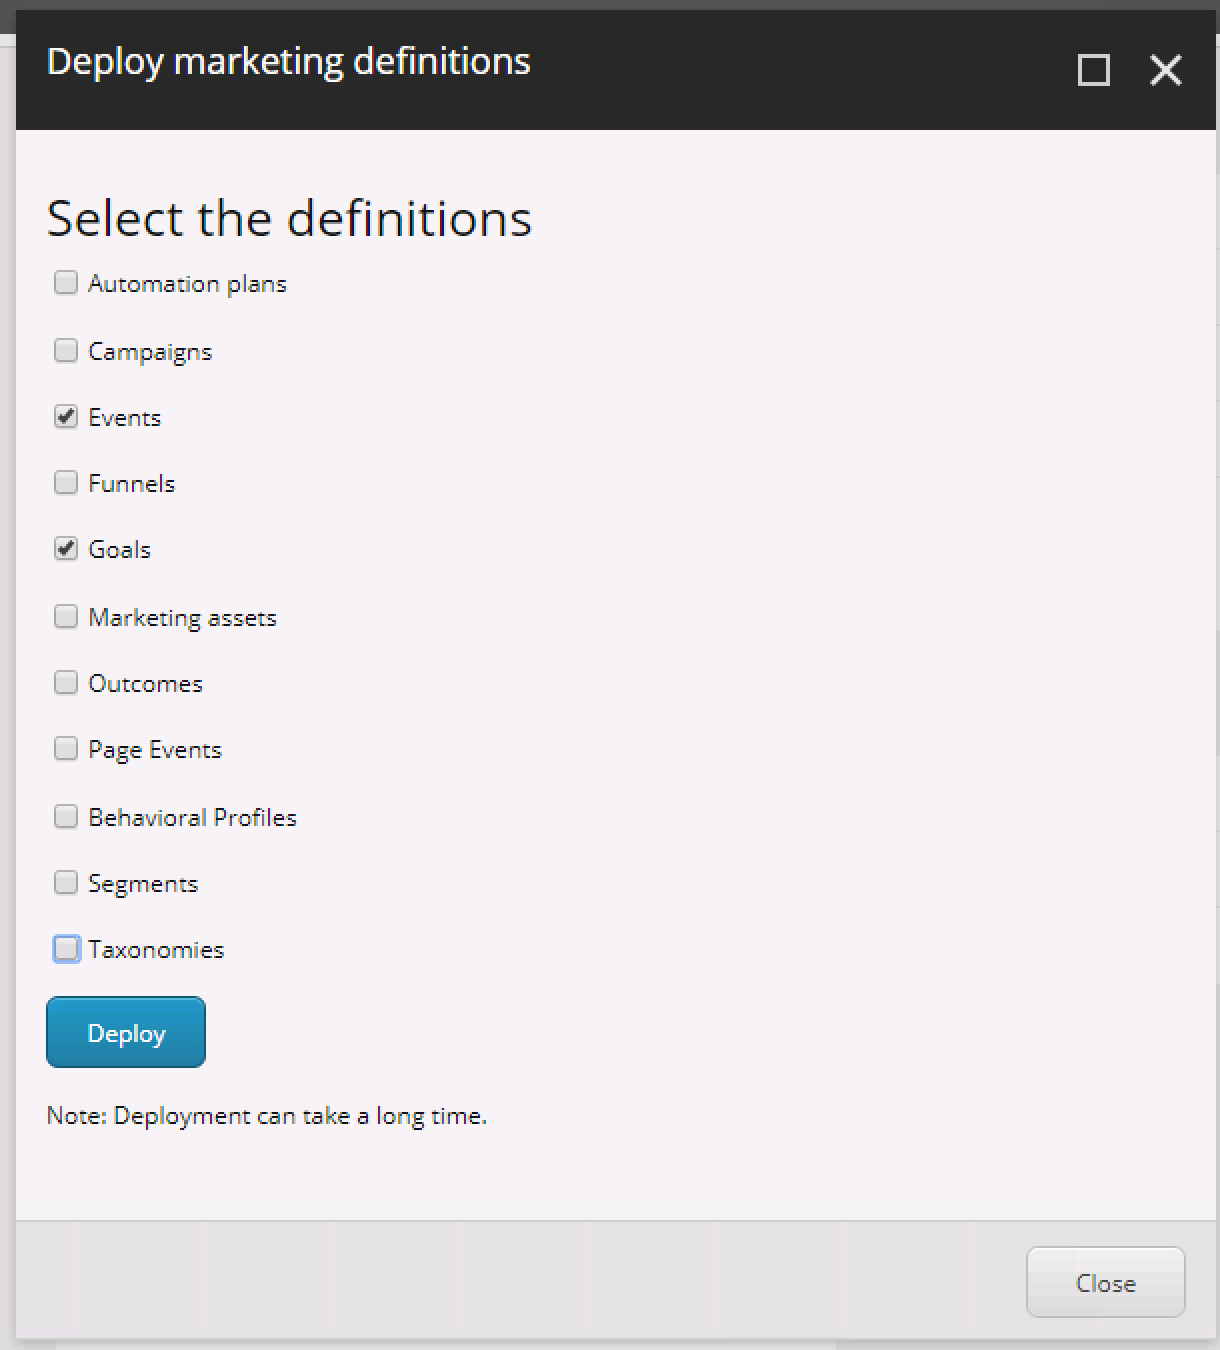 Deploy marketing definitions
Select the definitions
Automation plans
Campaigns
Events
Funnels
Goals
Marketing assets
Outcomes
Page Events
Behavioral Profiles
Segments
Taxonomies
Deploy
Note: Deployment can take a long time.
Close